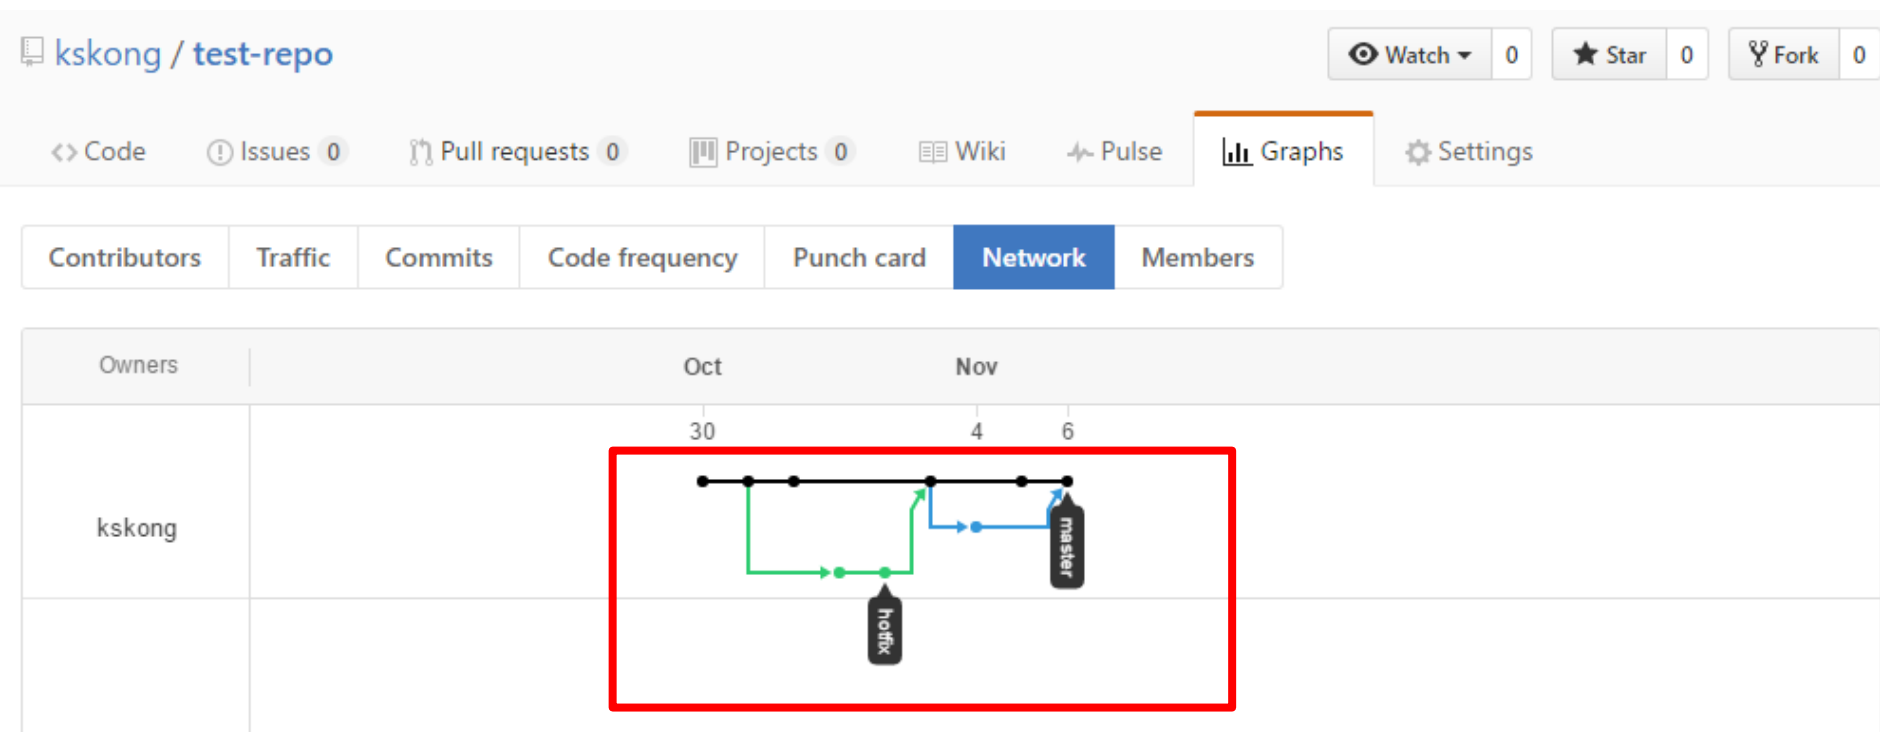 kskong / test-repo
Watch 0 Star 0 Fork 0
Code Issues 0 Pull requests 0 Projects 0 Wiki Pulse Graphs Settings
Contributors Traffic Commits Code frequency Punch card Network Members
Owners Oct Nov
30 4 6
kskong
master
hotfix